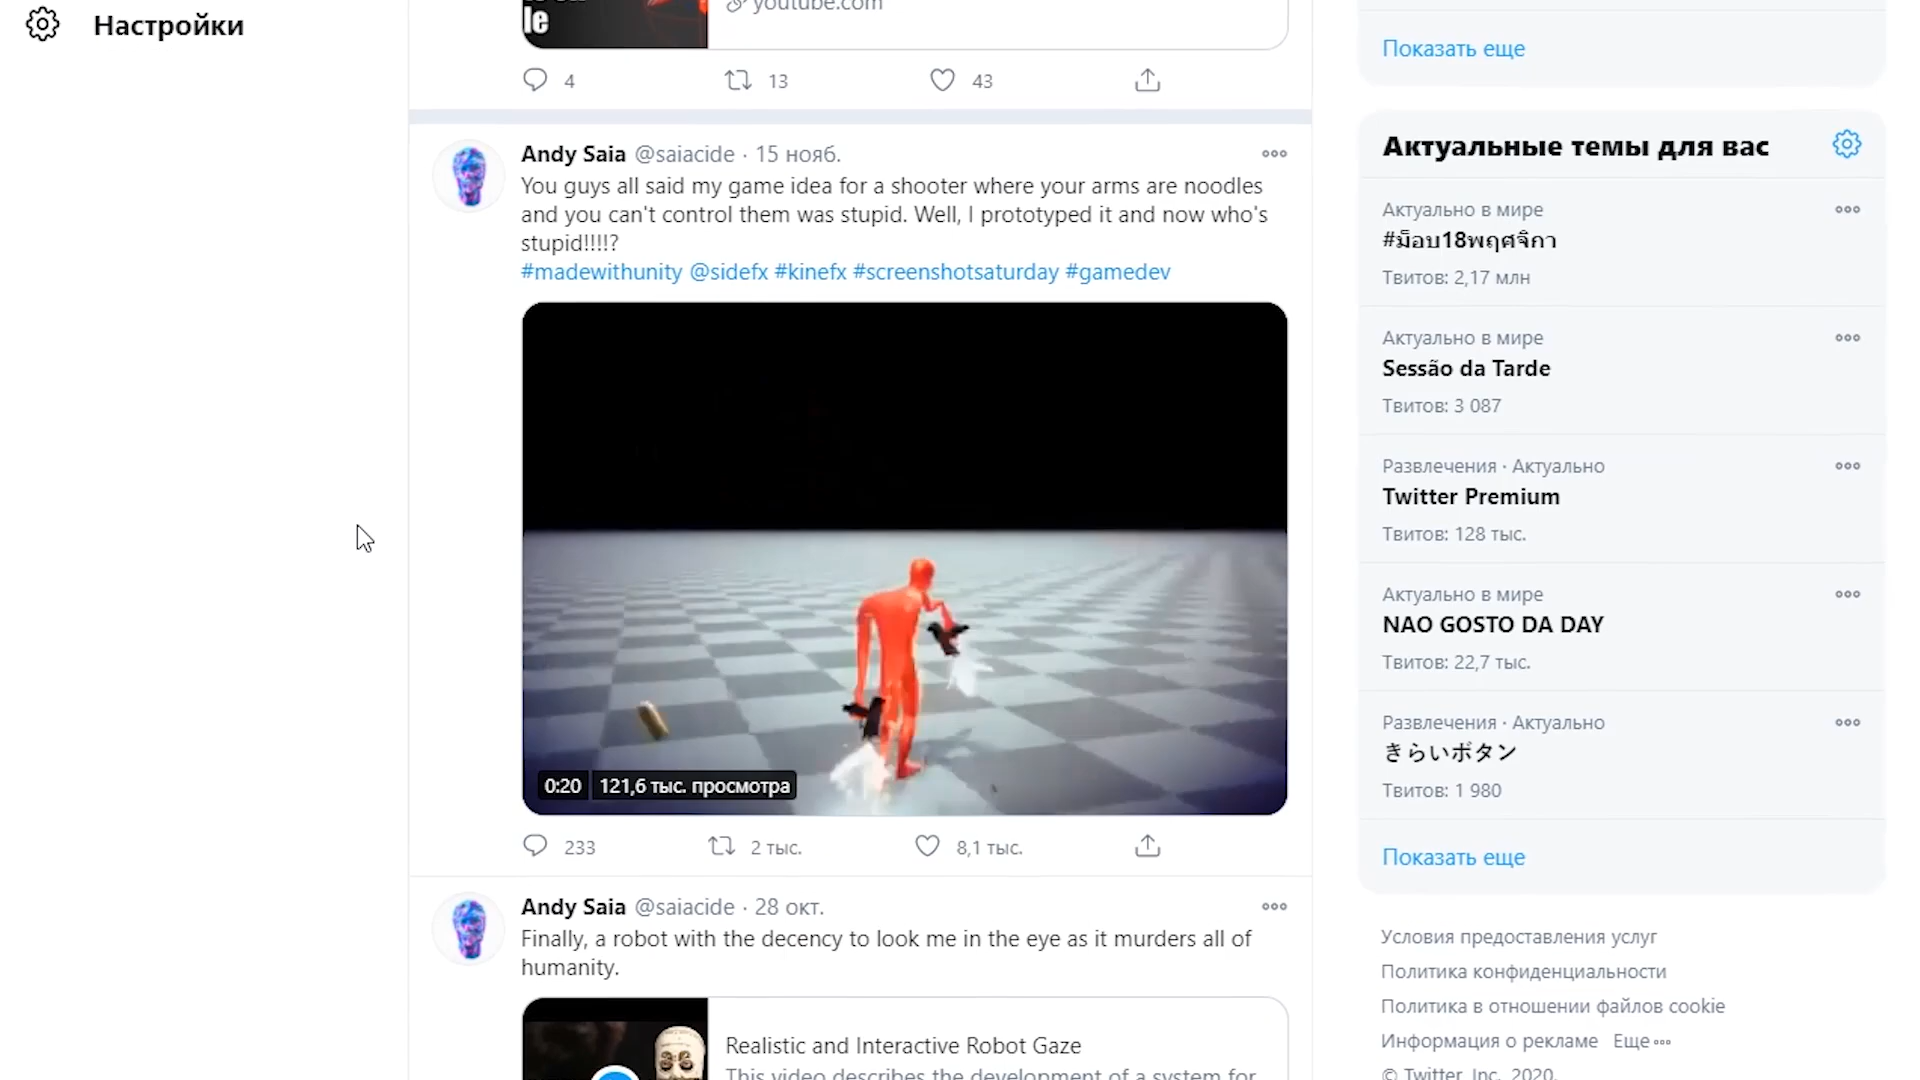 Настройки
le
youtube.com
4
13
43
Andy Saia @saiacide · 15 нояб.
You guys all said my game idea for a shooter where your arms are noodles
and you can't control them was stupid. Well, I prototyped it and now who's
stupid!!!!?
#madewithunity @sidefx #kinefx #screenshotsaturday #gamedev
0:20
121,6 тыс. просмотра
233
2 тыс.
8,1 тыс.
Andy Saia @saiacide · 28 окт.
Finally, a robot with the decency to look me in the eye as it murders all of
humanity.
Realistic and Interactive Robot Gaze
This video describes the development of a system for
Показать еще
Актуальные темы для вас
Актуально в мире
#ม็อบ18พฤศจิกา
Твитов: 2,17 млн
Актуально в мире
Sessão da Tarde
Твитов: 3 087
Развлечения · Актуально
Twitter Premium
Твитов: 128 тыс.
Актуально в мире
NAO GOSTO DA DAY
Твитов: 22,7 тыс.
Развлечения · Актуально
きらいボタン
Твитов: 1 980
Показать еще
Условия предоставления услуг
Политика конфиденциальности
Политика в отношении файлов cookie
Информация о рекламе Еще
© Twitter, Inc. 2020.